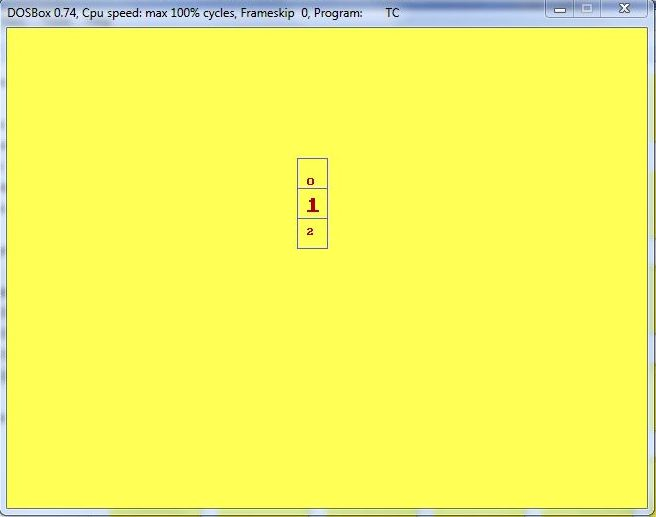 DOSBox 0.74, Cpu speed: max 100% cycles, Frameskip  0, Program:       TC
0
1
2